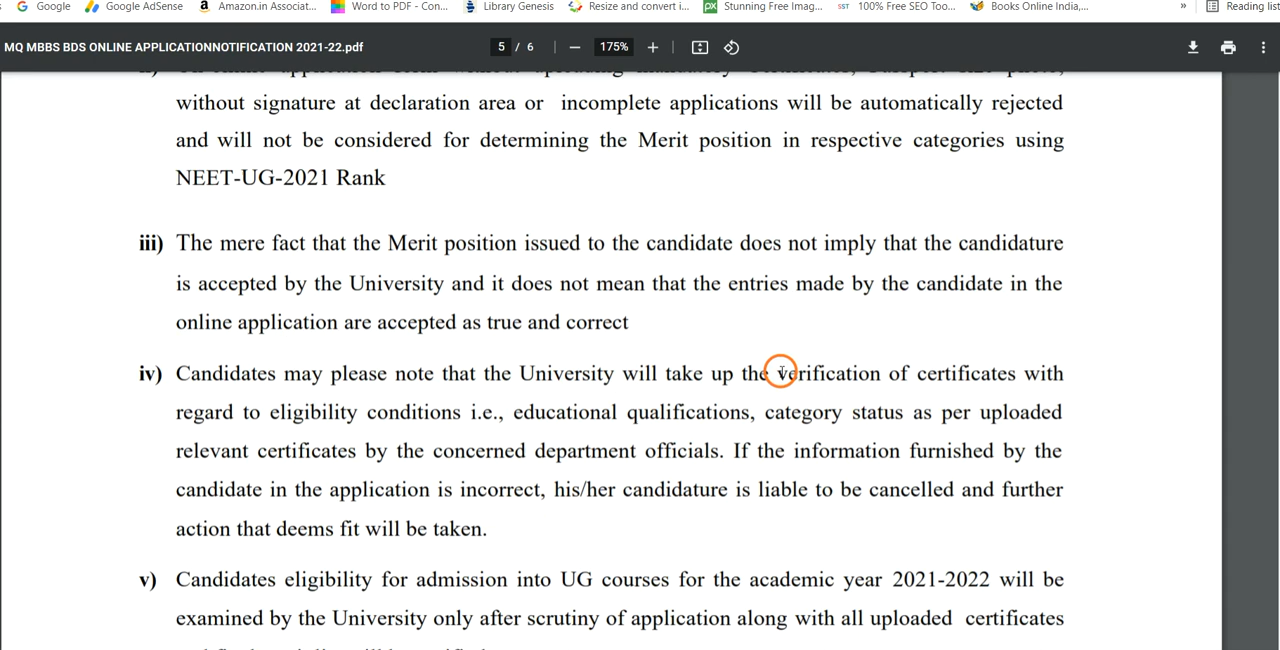 Google Google AdSense Amazon.in Associat... Word to PDF - Con... Library Genesis Resize and convert i... Stunning Free Imag... 100% Free SEO Too... Books Online India,... » Reading list
MQ MBBS BDS ONLINE APPLICATIONNOTIFICATION 2021-22.pdf 5 / 6 — 175% +
without signature at declaration area or incomplete applications will be automatically rejected
and will not be considered for determining the Merit position in respective categories using
NEET-UG-2021 Rank
iii) The mere fact that the Merit position issued to the candidate does not imply that the candidature
is accepted by the University and it does not mean that the entries made by the candidate in the
online application are accepted as true and correct
iv) Candidates may please note that the University will take up the verification of certificates with
regard to eligibility conditions i.e., educational qualifications, category status as per uploaded
relevant certificates by the concerned department officials. If the information furnished by the
candidate in the application is incorrect, his/her candidature is liable to be cancelled and further
action that deems fit will be taken.
v) Candidates eligibility for admission into UG courses for the academic year 2021-2022 will be
examined by the University only after scrutiny of application along with all uploaded certificates